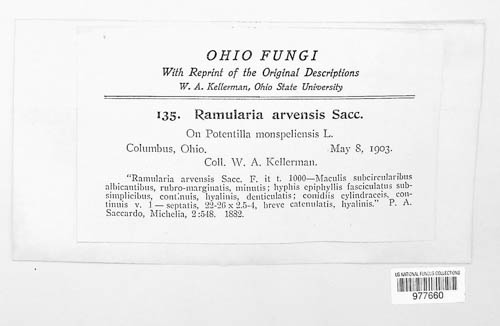 OHIO FUNGI
With Reprint of the Original Descriptions
W. A. Kellerman, Ohio State University
135. Ramularia arvensis Sacc.
On Potentilla monspeliensis L.
Columbus, Ohio. May 8, 1903.
Coll. W. A. Kellerman.
"Ramularia arvensis Sacc. F. it t. 1000—Maculis subcircularibus
albicantibus, rubro-marginatis, minutis; hyphis epiphyllis fasciculatus sub-
simplicibus, continuis, hyalinis, denticulatis; conidiis cylindraceis, con-
tinuis v. 1—septatis, 22-26 x 2.5-4, breve catenulatis, hyalinis." P. A.
Saccardo, Michelia, 2:548. 1882.
US NATIONAL FUNGUS COLLECTIONS
977660